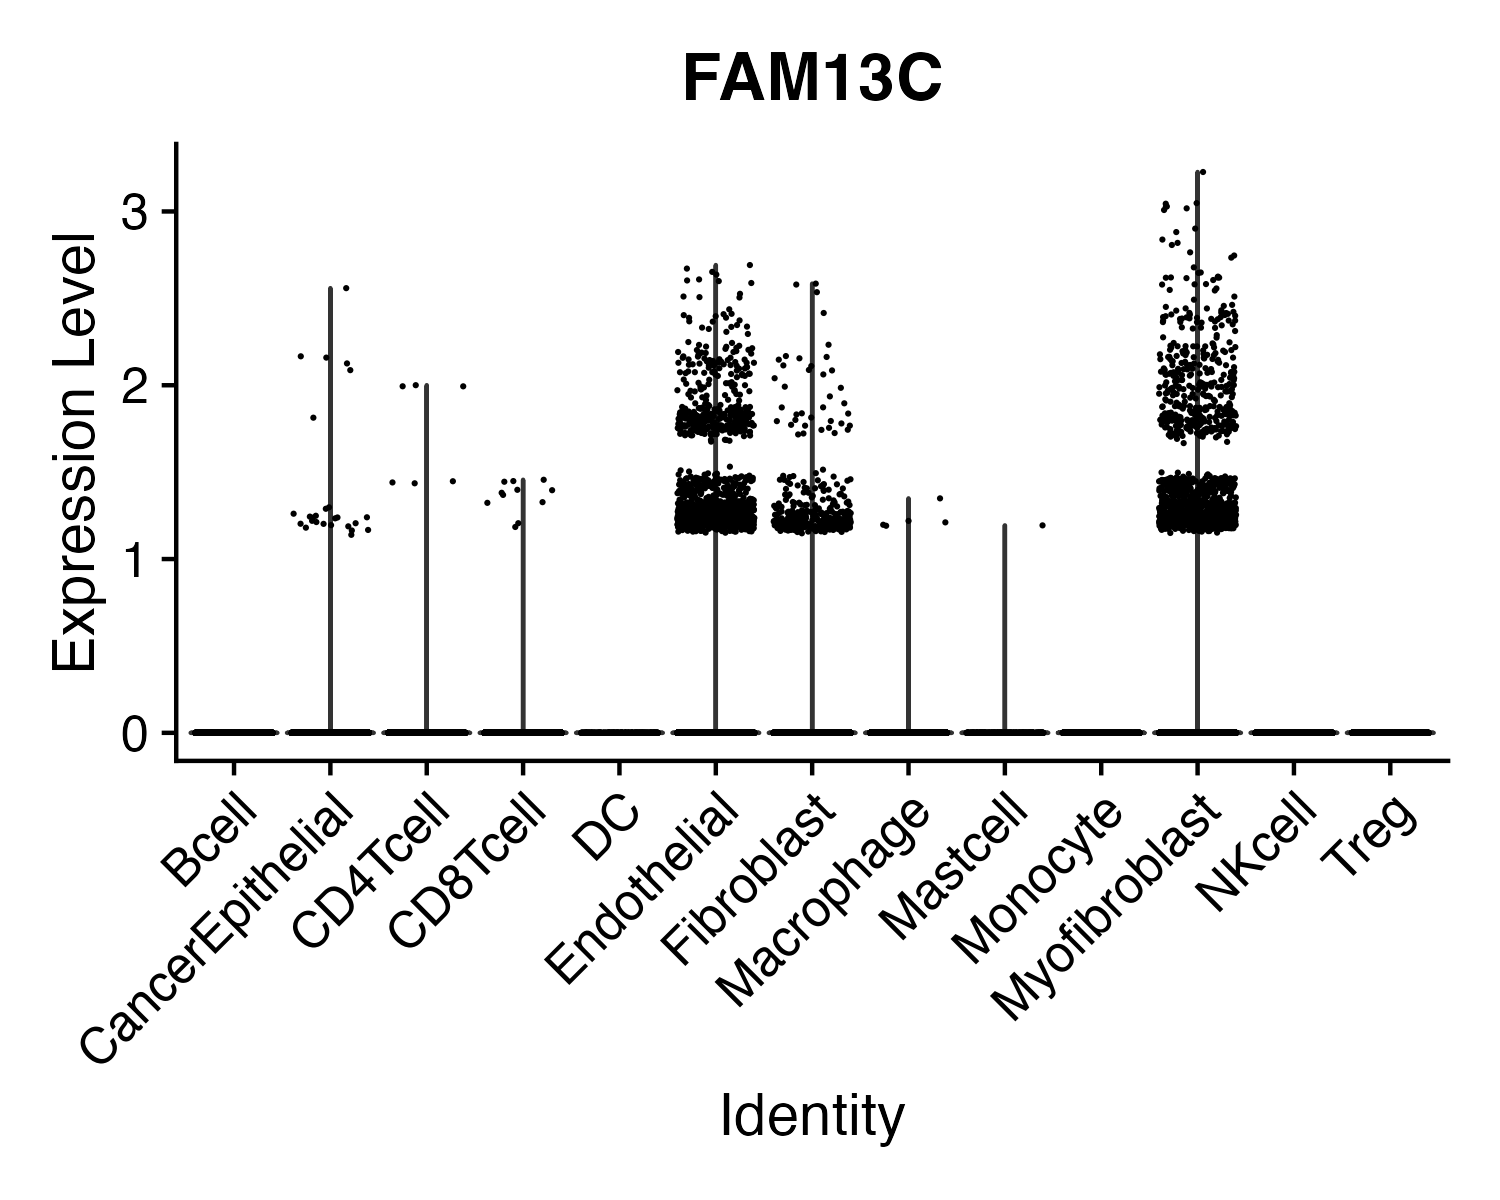 FAM13C
Expression Level
3
2
1
0
Bcell
CancerEpithelial
CD4Tcell
CD8Tcell
DC
Endothelial
Fibroblast
Macrophage
Mastcell
Monocyte
Myofibroblast
NKcell
Treg
Identity